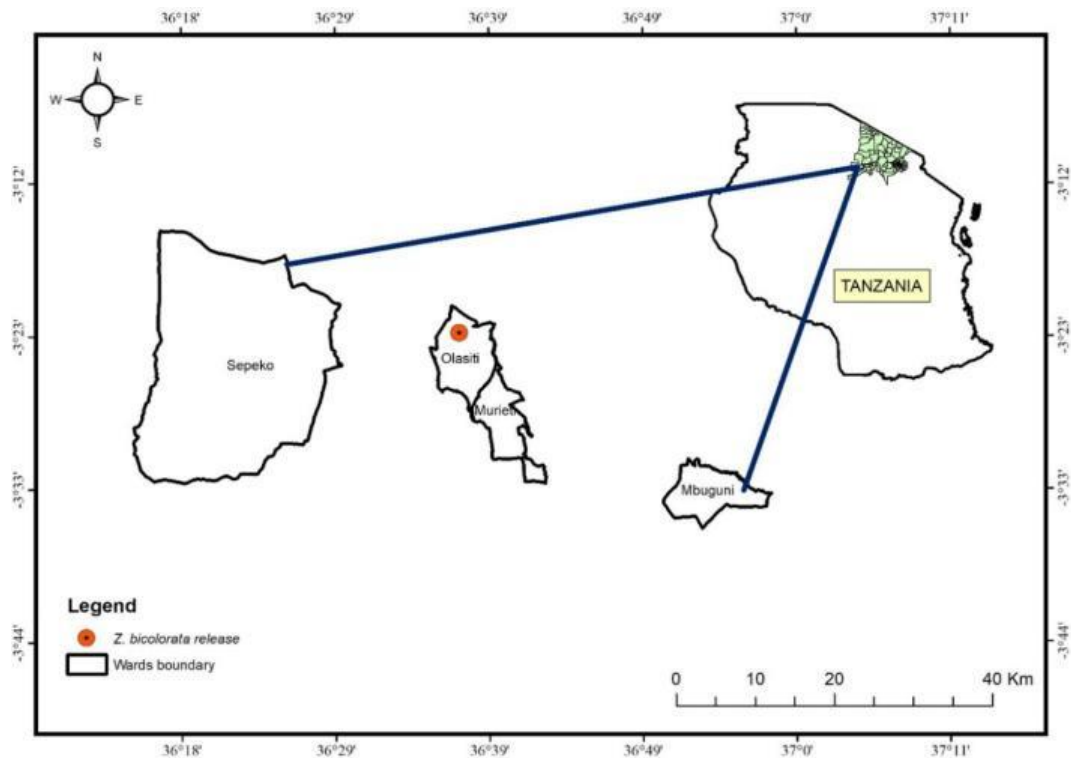 36°18' 36°29' 36°39' 36°49' 37°0' 37°11'
N
W E
S
-3°12' -3°12'
TANZANIA
-3°23' -3°23'
Olasiti
Sepeko
Murieti
-3°33' Mbuguni -3°33'
Legend
Z. bicolorata release
-3°44' -3°44'
Wards boundary
0 10 20 40 Km
36°18' 36°29' 36°39' 36°49' 37°0' 37°11'